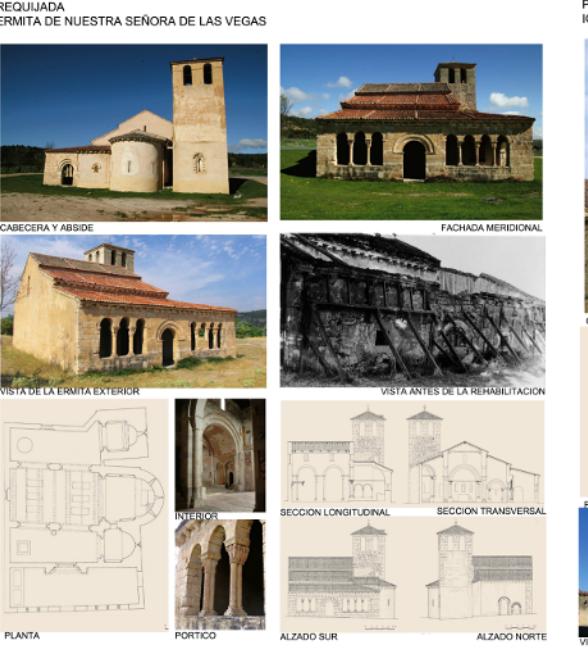 REQUIJADA
ERMITA DE NUESTRA SEÑORA DE LAS VEGAS
CABECERA Y ABSIDE
FACHADA MERIDIONAL
VISTA DE LA ERMITA EXTERIOR
VISTA ANTES DE LA REHABILITACION
INTERIOR
SECCION LONGITUDINAL
SECCION TRANSVERSAL
PLANTA
PORTICO
ALZADO SUR
ALZADO NORTE